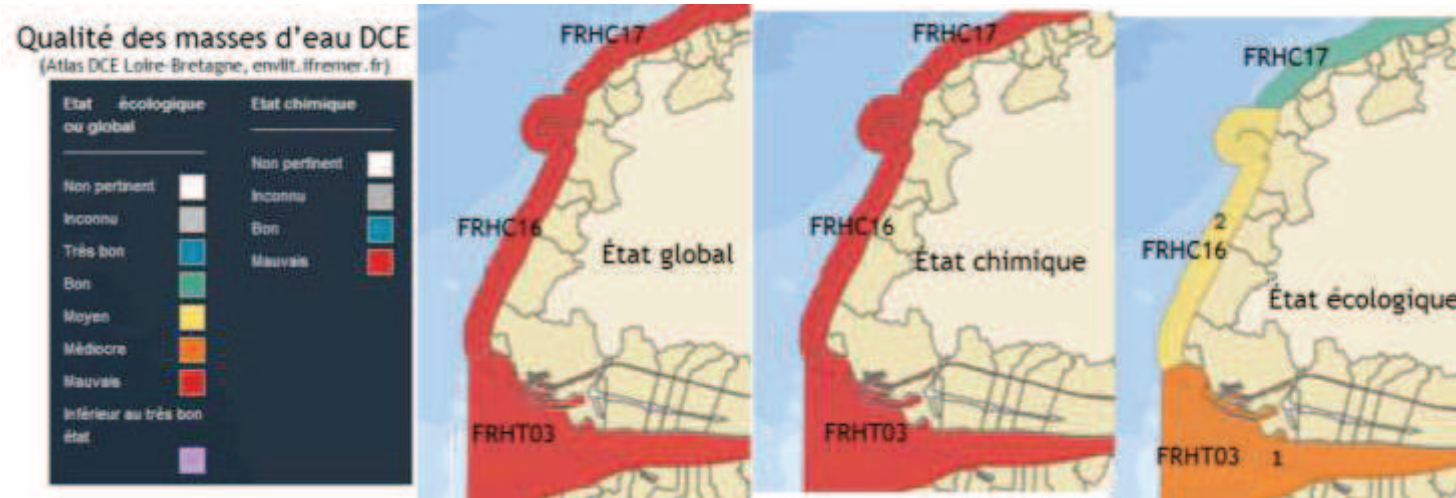 Qualité des masses d'eau DCE
(Atlas DCE Loire-Bretagne, envlit.ifremer.fr)
Etat écologique
ou global
Non pertinent
Inconnu
Très bon
Bon
Moyen
Médiocre
Mauvais
Inférieur au très bon
état
Etat chimique
Non pertinent
Inconnu
Bon
Mauvais
FRHC17
FRHC16
État global
FRHT03
FRHC17
FRHC16
État chimique
FRHT03
FRHC17
2
FRHC16
État écologique
FRHT03 1